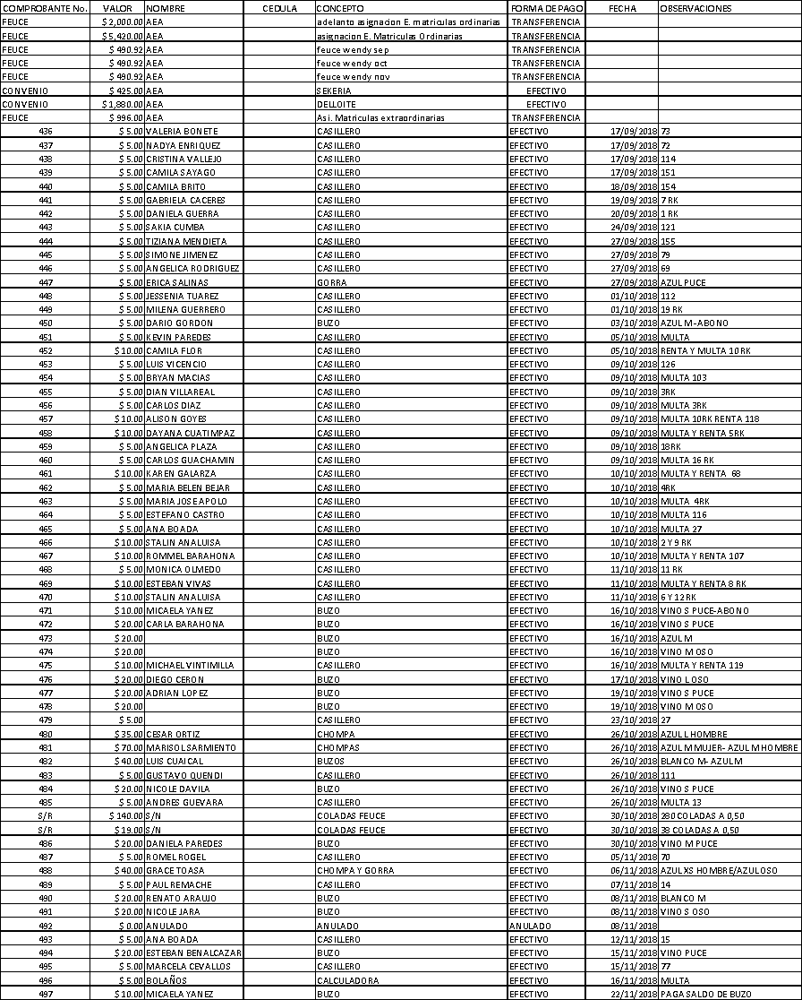 COMPROBANTE No. VALOR NOMBRE CEDULA CONCEPTO FORMA DE PAGO FECHA OBSERVACIONES
FEUCE $ 2,000.00 AEA adelanto asignacion E. matriculas ordinarias TRANSFERENCIA
FEUCE $ 5,420.00 AEA asignacion E. Matriculas Ordinarias TRANSFERENCIA
FEUCE $ 490.92 AEA feuce wendy sep TRANSFERENCIA
FEUCE $ 490.92 AEA feuce wendy oct TRANSFERENCIA
FEUCE $ 490.92 AEA feuce wendy nov TRANSFERENCIA
CONVENIO $ 425.00 AEA SEKERIA EFECTIVO
CONVENIO $ 1,880.00 AEA DELLOITE EFECTIVO
FEUCE $ 996.00 AEA Asi. Matriculas extraordinarias TRANSFERENCIA
436 $ 5.00 VALERIA BONETE CASILLERO EFECTIVO 17/09/2018 73
437 $ 5.00 NADYA ENRIQUEZ CASILLERO EFECTIVO 17/09/2018 72
438 $ 5.00 CRISTINA VALLEJO CASILLERO EFECTIVO 17/09/2018 114
439 $ 5.00 CAMILA SAYAGO CASILLERO EFECTIVO 17/09/2018 151
440 $ 5.00 CAMILA BRITO CASILLERO EFECTIVO 18/09/2018 154
441 $ 5.00 GABRIELA CACERES CASILLERO EFECTIVO 19/09/2018 7 RK
442 $ 5.00 DANIELA GUERRA CASILLERO EFECTIVO 20/09/2018 1 RK
443 $ 5.00 SAKIA CUMBA CASILLERO EFECTIVO 24/09/2018 121
444 $ 5.00 TIZIANA MENDIETA CASILLERO EFECTIVO 27/09/2018 155
445 $ 5.00 SIMONE JIMENEZ CASILLERO EFECTIVO 27/09/2018 79
446 $ 5.00 ANGELICA RODRIGUEZ CASILLERO EFECTIVO 27/09/2018 69
447 $ 5.00 ERICA SALINAS GORRA EFECTIVO 27/09/2018 AZUL PUCE
448 $ 5.00 JESSENIA TUAREZ CASILLERO EFECTIVO 01/10/2018 112
449 $ 5.00 MILENA GUERRERO CASILLERO EFECTIVO 01/10/2018 19 RK
450 $ 5.00 DARIO GORDON BUZO EFECTIVO 03/10/2018 AZUL M-ABONO
451 $ 5.00 KEVIN PAREDES CASILLERO EFECTIVO 05/10/2018 MULTA
452 $ 10.00 CAMILA FLOR CASILLERO EFECTIVO 05/10/2018 RENTA Y MULTA 10 RK
453 $ 5.00 LUIS VICENCIO CASILLERO EFECTIVO 09/10/2018 126
454 $ 5.00 BRYAN MACIAS CASILLERO EFECTIVO 09/10/2018 MULTA 103
455 $ 5.00 DIAN VILLAREAL CASILLERO EFECTIVO 09/10/2018 3RK
456 $ 5.00 CARLOS DIAZ CASILLERO EFECTIVO 09/10/2018 MULTA 3RK
457 $ 10.00 ALISON GOYES CASILLERO EFECTIVO 09/10/2018 MULTA 10RK RENTA 118
458 $ 10.00 DAYANA CUATIMPAZ CASILLERO EFECTIVO 09/10/2018 MULTA Y RENTA 5RK
459 $ 5.00 ANGELICA PLAZA CASILLERO EFECTIVO 09/10/2018 18RK
460 $ 5.00 CARLOS GUACHAMIN CASILLERO EFECTIVO 09/10/2018 MULTA 16 RK
461 $ 10.00 KAREN GALARZA CASILLERO EFECTIVO 10/10/2018 MULTA Y RENTA 68
462 $ 5.00 MARIA BELEN BEJAR CASILLERO EFECTIVO 10/10/2018 4RK
463 $ 5.00 MARIA JOSE APOLO CASILLERO EFECTIVO 10/10/2018 MULTA 4RK
464 $ 5.00 ESTEFANO CASTRO CASILLERO EFECTIVO 10/10/2018 MULTA 116
465 $ 5.00 ANA BOADA CASILLERO EFECTIVO 10/10/2018 MULTA 27
466 $ 10.00 STALIN ANALUISA CASILLERO EFECTIVO 10/10/2018 2 Y 9 RK
467 $ 10.00 ROMMEL BARAHONA CASILLERO EFECTIVO 10/10/2018 MULTA Y RENTA 107
468 $ 5.00 MONICA OLMEDO CASILLERO EFECTIVO 11/10/2018 11 RK
469 $ 10.00 ESTEBAN VIVAS CASILLERO EFECTIVO 11/10/2018 MULTA Y RENTA 8 RK
470 $ 10.00 STALIN ANALUISA CASILLERO EFECTIVO 11/10/2018 6 Y 12 RK
471 $ 10.00 MICAELA YANEZ BUZO EFECTIVO 16/10/2018 VINO S PUCE-ABONO
472 $ 20.00 CARLA BARAHONA BUZO EFECTIVO 16/10/2018 VINO S PUCE
473 $ 20.00 BUZO EFECTIVO 16/10/2018 AZUL M
474 $ 20.00 BUZO EFECTIVO 16/10/2018 VINO M OSO
475 $ 10.00 MICHAEL VINTIMILLA CASILLERO EFECTIVO 16/10/2018 MULTA Y RENTA 119
476 $ 20.00 DIEGO CERON BUZO EFECTIVO 17/10/2018 VINO L OSO
477 $ 20.00 ADRIAN LOPEZ BUZO EFECTIVO 19/10/2018 VINO S PUCE
478 $ 20.00 BUZO EFECTIVO 19/10/2018 VINO M OSO
479 $ 5.00 CASILLERO EFECTIVO 23/10/2018 27
480 $ 35.00 CESAR ORTIZ CHOMPA EFECTIVO 26/10/2018 AZUL L HOMBRE
481 $ 70.00 MARISOL SARMIENTO CHOMPAS EFECTIVO 26/10/2018 AZUL M MUJER- AZUL M HOMBRE
482 $ 40.00 LUIS CUAICAL BUZOS EFECTIVO 26/10/2018 BLANCO M- AZUL M
483 $ 5.00 GUSTAVO QUENDI CASILLERO EFECTIVO 26/10/2018 111
484 $ 20.00 NICOLE DAVILA BUZO EFECTIVO 26/10/2018 VINO S PUCE
485 $ 5.00 ANDRES GUEVARA CASILLERO EFECTIVO 26/10/2018 MULTA 13
S/R $ 140.00 S/N COLADAS FEUCE EFECTIVO 30/10/2018 280 COLADAS A 0,50
S/R $ 19.00 S/N COLADAS FEUCE EFECTIVO 30/10/2018 38 COLADAS A 0,50
486 $ 20.00 DANIELA PAREDES BUZO EFECTIVO 30/10/2018 VINO M PUCE
487 $ 5.00 ROMEL ROGEL CASILLERO EFECTIVO 05/11/2018 70
488 $ 40.00 GRACE TOASA CHOMPA Y GORRA EFECTIVO 06/11/2018 AZUL XS HOMBRE/AZUL OSO
489 $ 5.00 PAUL REMACHE CASILLERO EFECTIVO 07/11/2018 14
490 $ 20.00 RENATO ARAUJO BUZO EFECTIVO 08/11/2018 BLANCO M
491 $ 20.00 NICOLE JARA BUZO EFECTIVO 08/11/2018 VINO S OSO
492 $ 0.00 ANULADO ANULADO ANULADO 08/11/2018
493 $ 5.00 ANA BOADA CASILLERO EFECTIVO 12/11/2018 15
494 $ 20.00 ESTEBAN BENALCAZAR BUZO EFECTIVO 15/11/2018 VINO PUCE
495 $ 5.00 MARCELA CEVALLOS CASILLERO EFECTIVO 15/11/2018 77
496 $ 5.00 BOLAÑOS CALCULADORA EFECTIVO 16/11/2018 MULTA
497 $ 10.00 MICAELA YANEZ BUZO EFECTIVO 22/11/2018 PAGA SALDO DE BUZO